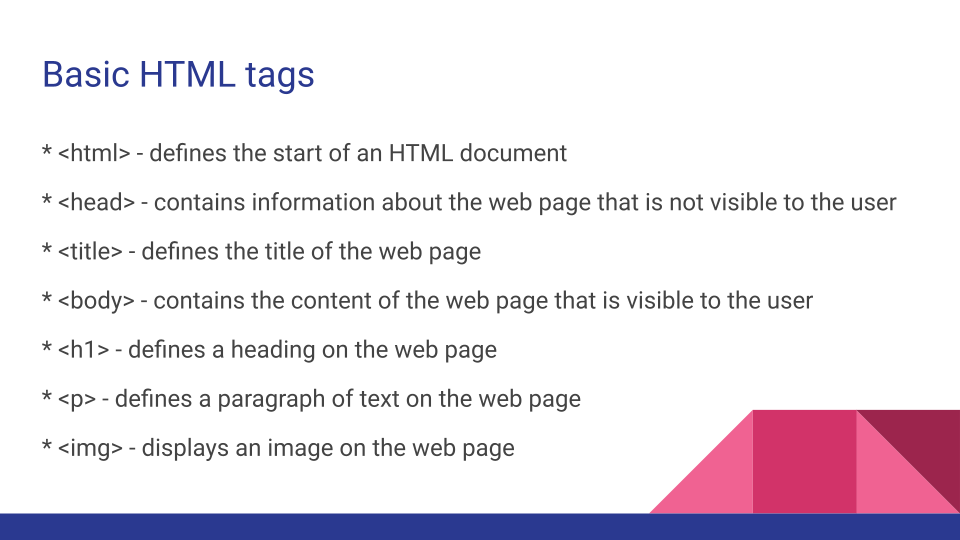 Basic HTML tags
* <html> - defines the start of an HTML document
* <head> - contains information about the web page that is not visible to the user
* <title> - defines the title of the web page
* <body> - contains the content of the web page that is visible to the user
* <h1> - defines a heading on the web page
* <p> - defines a paragraph of text on the web page
* <img> - displays an image on the web page